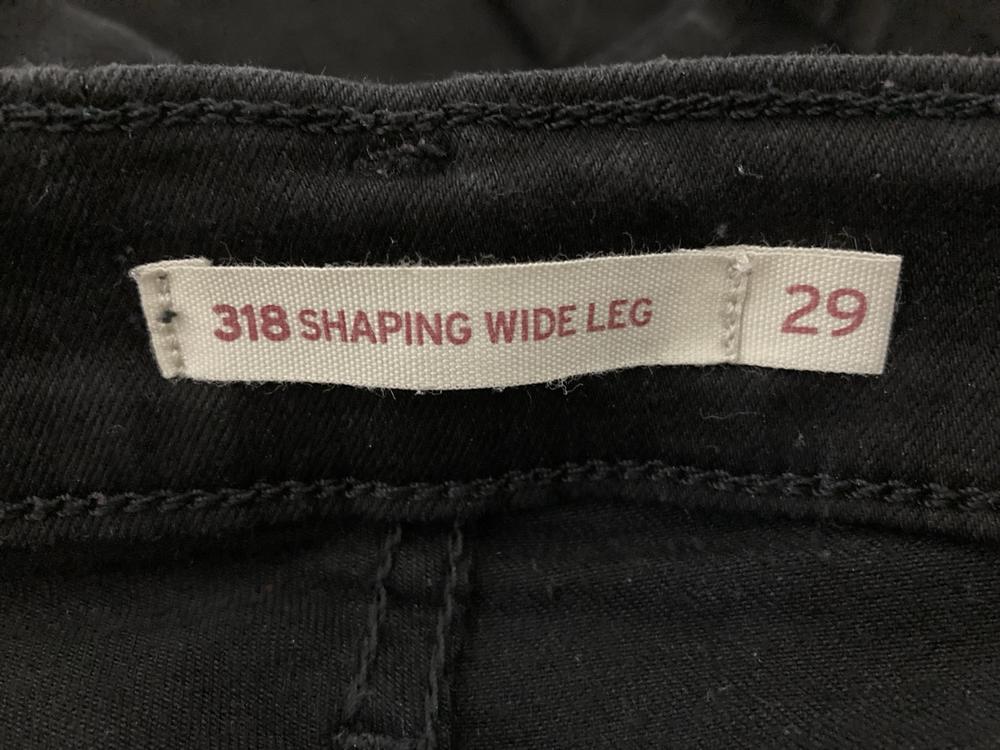 318 SHAPING WIDE LEG 29